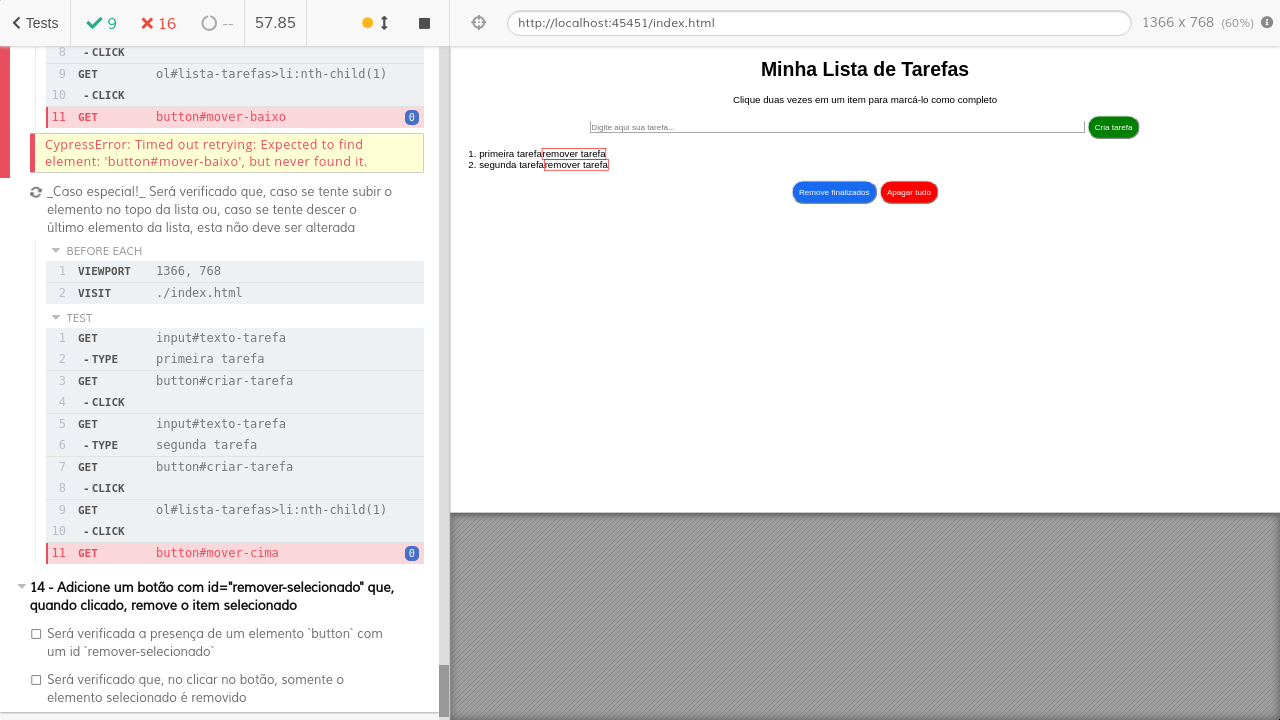 Tests 9 16 -- 57.85
8 - CLICK
9 GET ol#lista-tarefas>li:nth-child(1)
10 - CLICK
11 GET button#mover-baixo 0
CypressError: Timed out retrying: Expected to find
element: 'button#mover-baixo', but never found it.
_Caso especial!_ Será verificado que, caso se tente subir o
elemento no topo da lista ou, caso se tente descer o
último elemento da lista, esta não deve ser alterada
BEFORE EACH
1 VIEWPORT 1366, 768
2 VISIT ./index.html
TEST
1 GET input#texto-tarefa
2 - TYPE primeira tarefa
3 GET button#criar-tarefa
4 - CLICK
5 GET input#texto-tarefa
6 - TYPE segunda tarefa
7 GET button#criar-tarefa
8 - CLICK
9 GET ol#lista-tarefas>li:nth-child(1)
10 - CLICK
11 GET button#mover-cima 0
14 - Adicione um botão com id="remover-selecionado" que,
quando clicado, remove o item selecionado
Será verificada a presença de um elemento `button` com
um id `remover-selecionado`
Será verificado que, no clicar no botão, somente o
elemento selecionado é removido
http://localhost:45451/index.html 1366 x 768 (60%)
Minha Lista de Tarefas
Clique duas vezes em um item para marcá-lo como completo
Digite aqui sua tarefa... Cria tarefa
1. primeira tarefaremover tarefa
2. segunda tarefaremover tarefa
Remove finalizados Apagar tudo